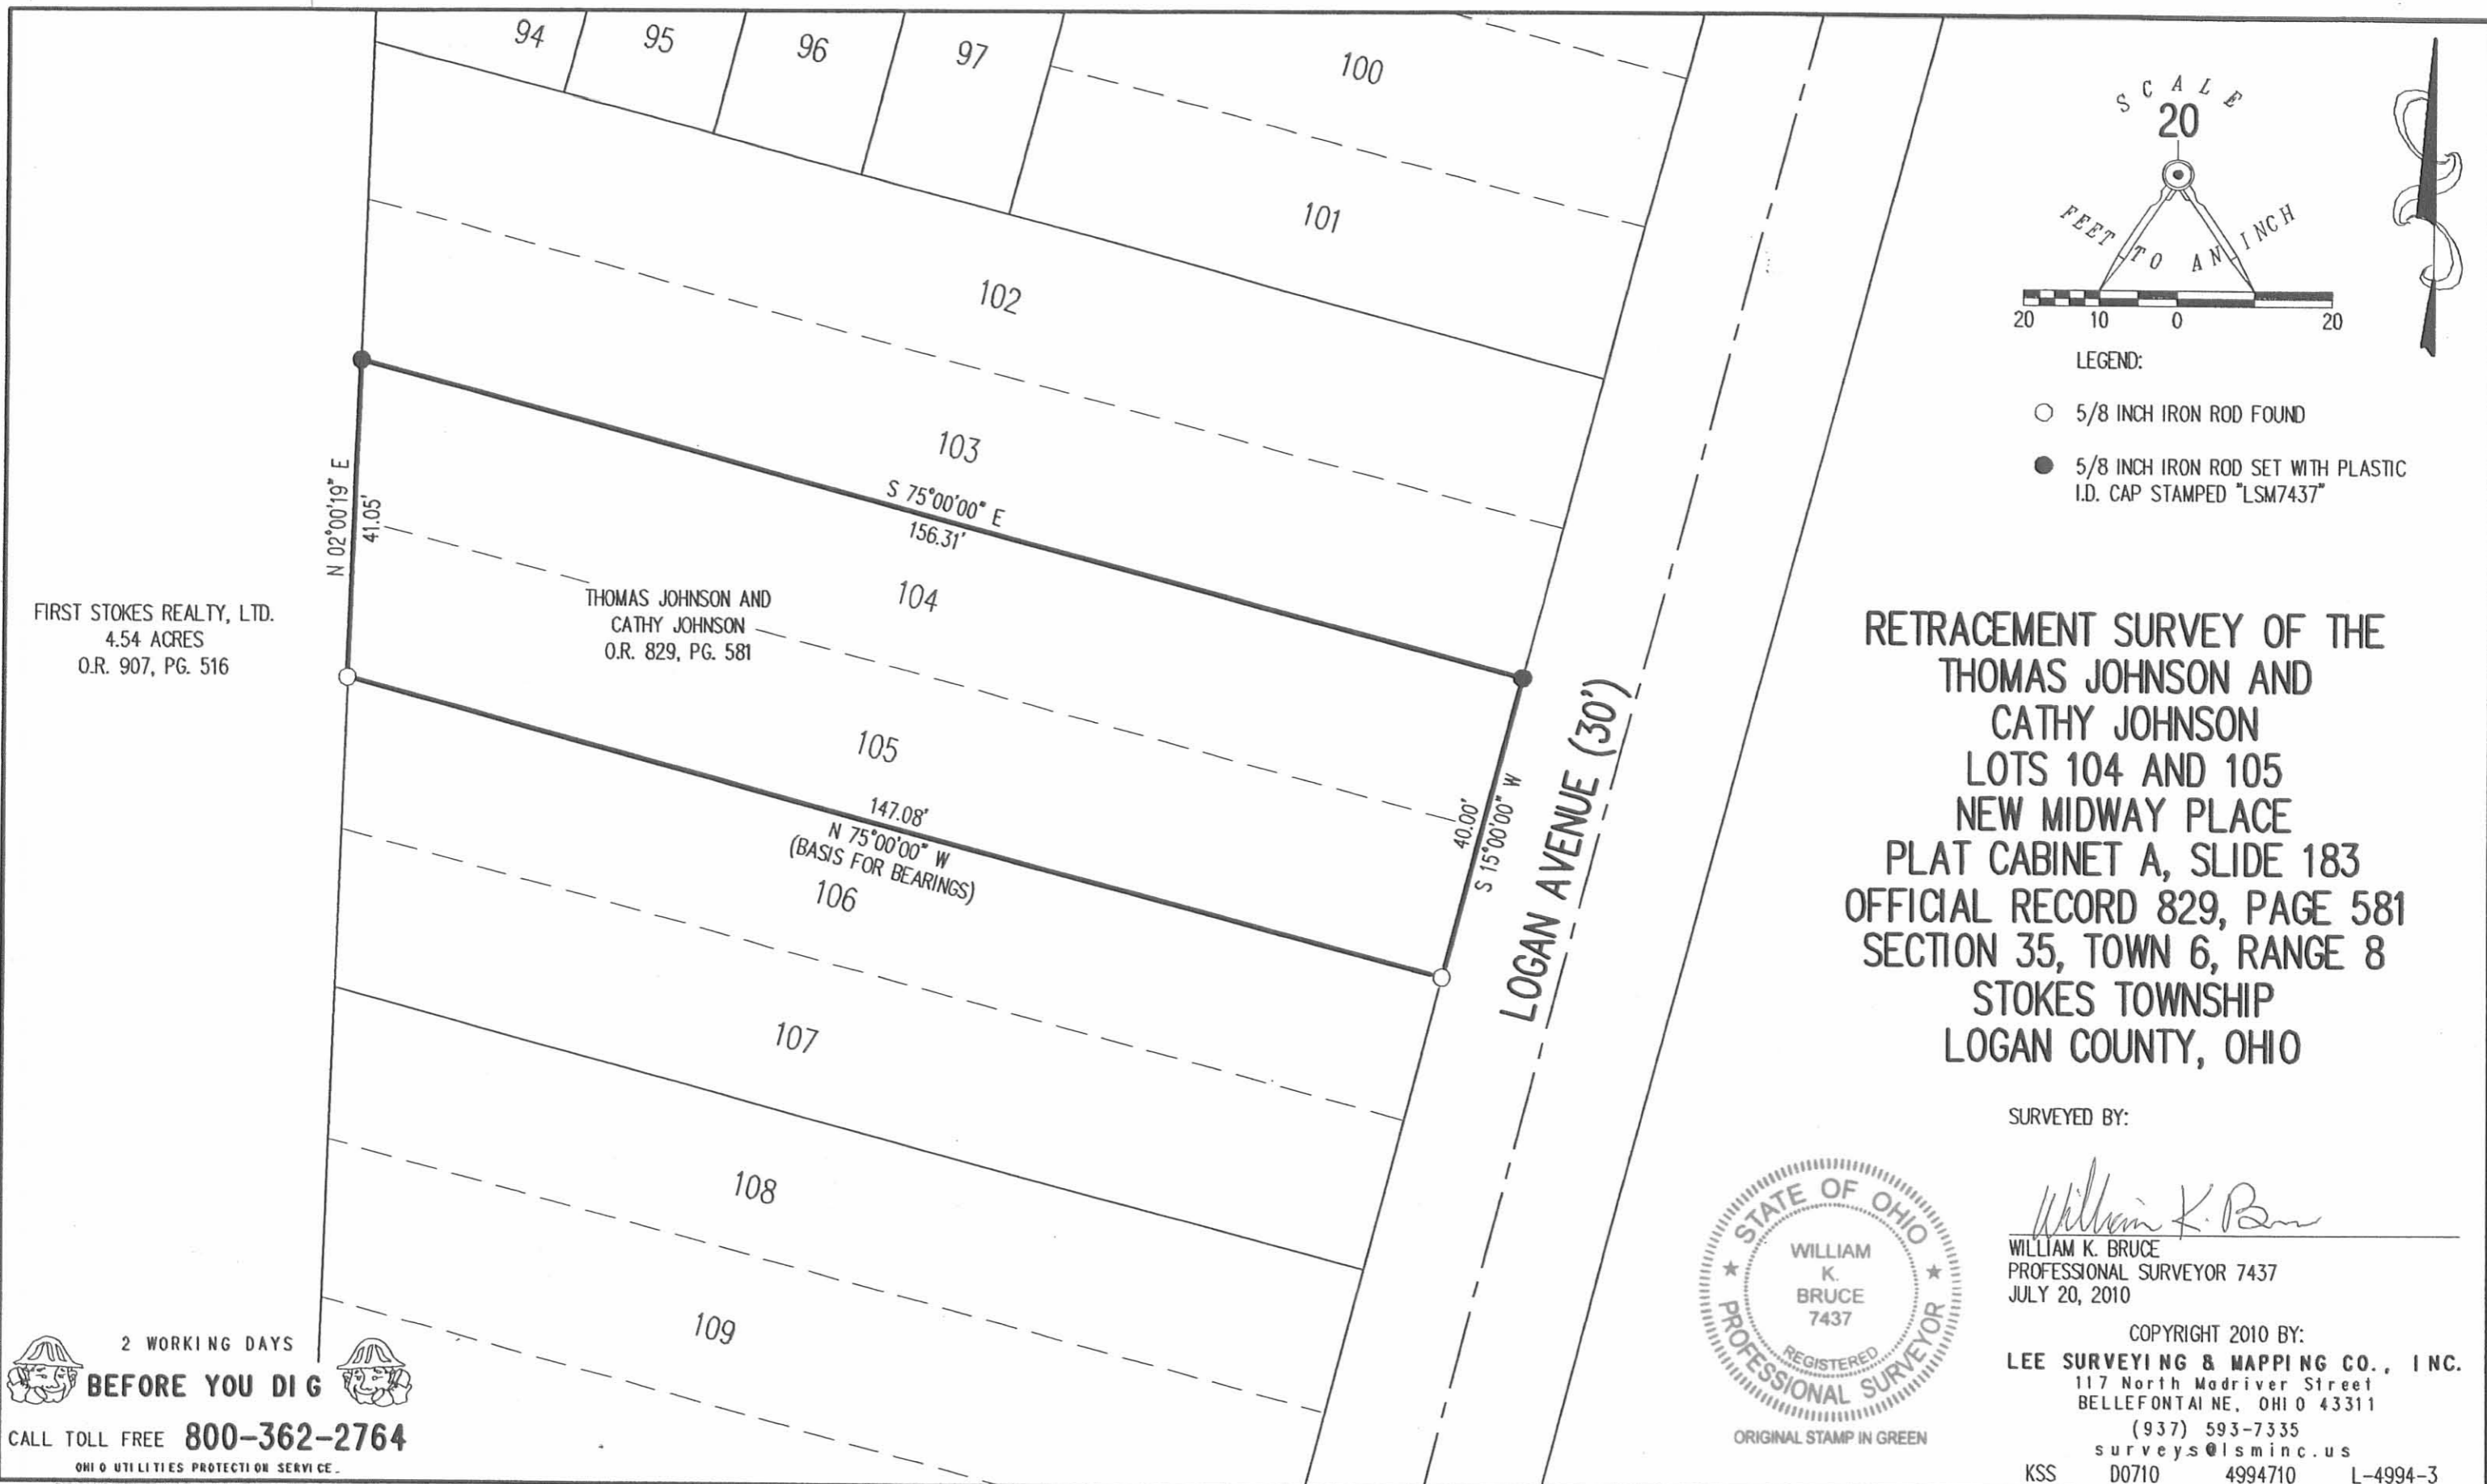 94
95
96
97
100
101
102
103
S 75°00'00" E
156.31'
104
N 02°00'19" E
41.05'
FIRST STOKES REALTY, LTD.
4.54 ACRES
O.R. 907, PG. 516
THOMAS JOHNSON AND
CATHY JOHNSON
O.R. 829, PG. 581
105
147.08'
N 75°00'00" W
(BASIS FOR BEARINGS)
40.00'
S 15°00'00" W
LOGAN AVENUE (30')
106
107
108
109
2 WORKING DAYS
BEFORE YOU DIG
CALL TOLL FREE 800-362-2764
OHIO UTILITIES PROTECTION SERVICE.
SCALE
20
FEET TO AN INCH
20 10 0 20
LEGEND:
5/8 INCH IRON ROD FOUND
5/8 INCH IRON ROD SET WITH PLASTIC
I.D. CAP STAMPED "LSM7437"
RETRACEMENT SURVEY OF THE
THOMAS JOHNSON AND
CATHY JOHNSON
LOTS 104 AND 105
NEW MIDWAY PLACE
PLAT CABINET A, SLIDE 183
OFFICIAL RECORD 829, PAGE 581
SECTION 35, TOWN 6, RANGE 8
STOKES TOWNSHIP
LOGAN COUNTY, OHIO
SURVEYED BY:
William K. Bruce
WILLIAM K. BRUCE
PROFESSIONAL SURVEYOR 7437
JULY 20, 2010
STATE OF OHIO
WILLIAM
K.
BRUCE
7437
REGISTERED
PROFESSIONAL SURVEYOR
ORIGINAL STAMP IN GREEN
COPYRIGHT 2010 BY:
LEE SURVEYING & MAPPING CO., INC.
117 North Madriver Street
BELLEFONTAINE, OHIO 43311
(937) 593-7335
surveys@lsminc.us
KSS D0710 4994710 L-4994-3